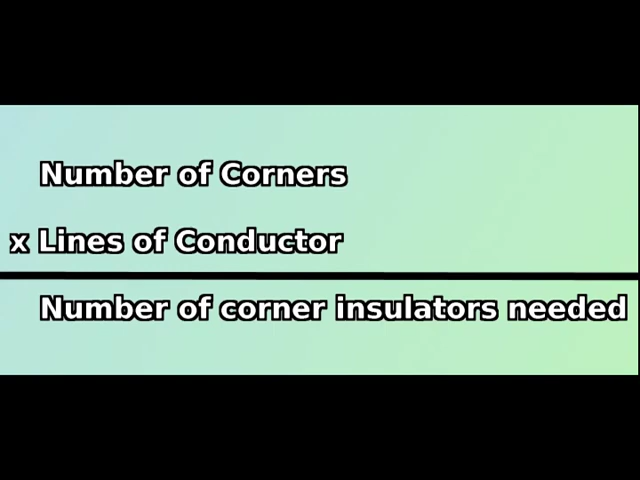 Number of Corners
x Lines of Conductor
Number of corner insulators needed